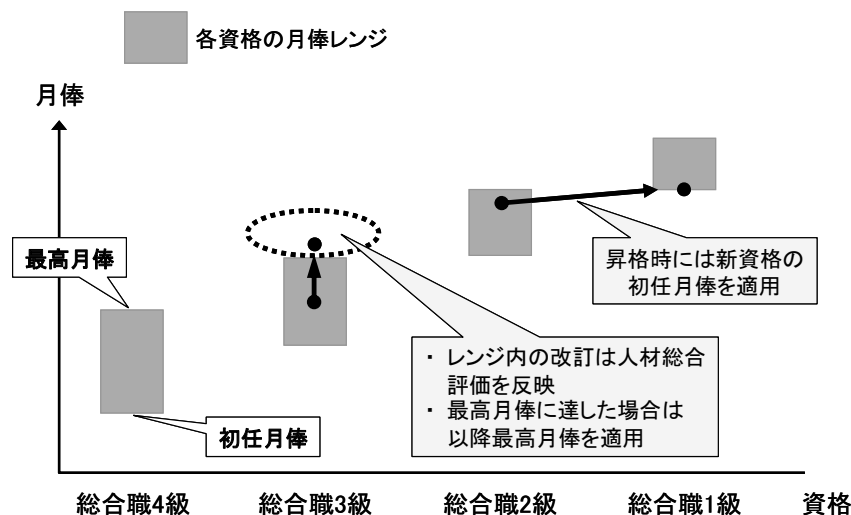 各資格の月俸レンジ
月俸
最高月俸
昇格時には新資格の
初任月俸を適用
・ レンジ内の改訂は人材総合
評価を反映
・ 最高月俸に達した場合は
以降最高月俸を適用
初任月俸
総合職4級 総合職3級 総合職2級 総合職1級 資格